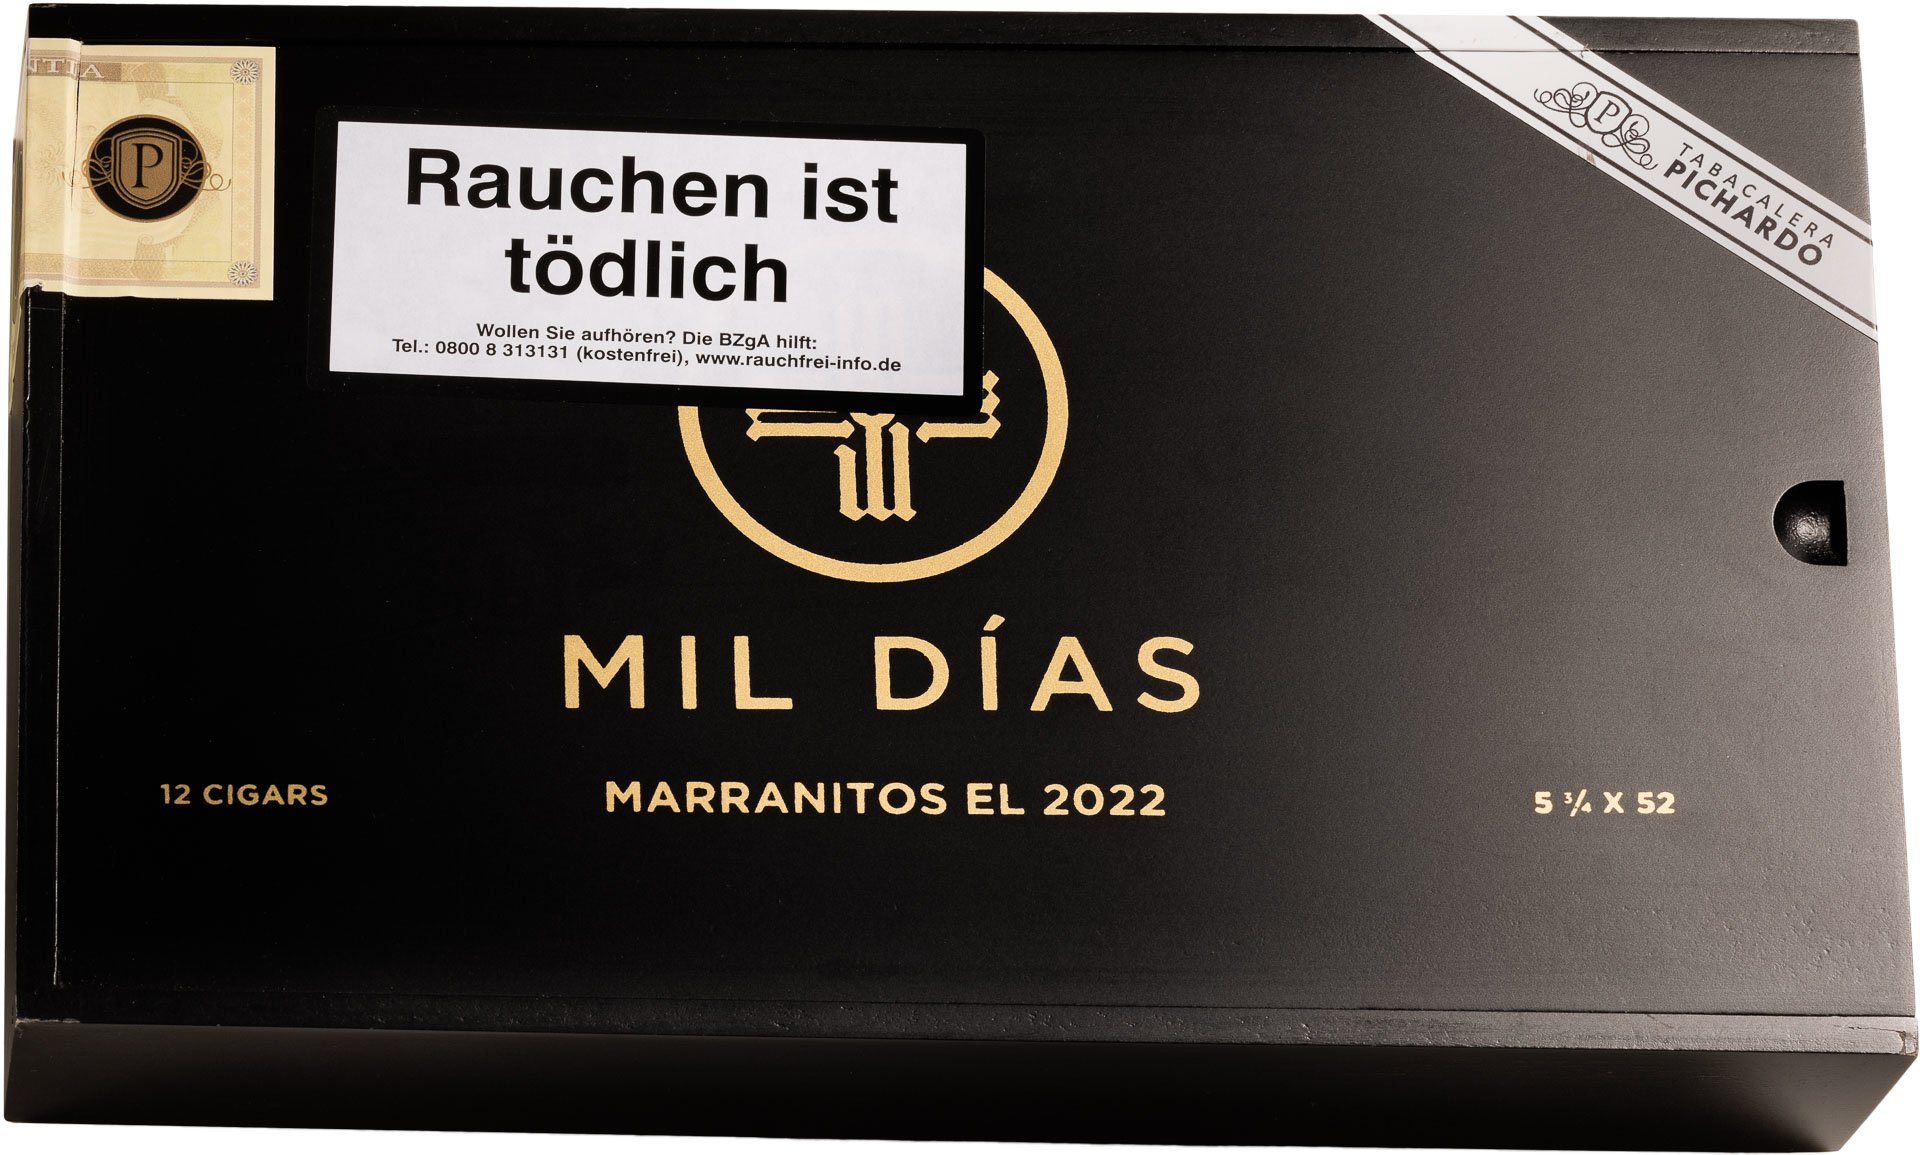 P
Rauchen ist
tödlich
Wollen Sie aufhören? Die BZgA hilft:
Tel.: 0800 8 313131 (kostenfrei), www.rauchfrei-info.de
P
TABACALERA
PICHARDO
MIL DÍAS
12 CIGARS
MARRANITOS EL 2022
5 ¾ X 52